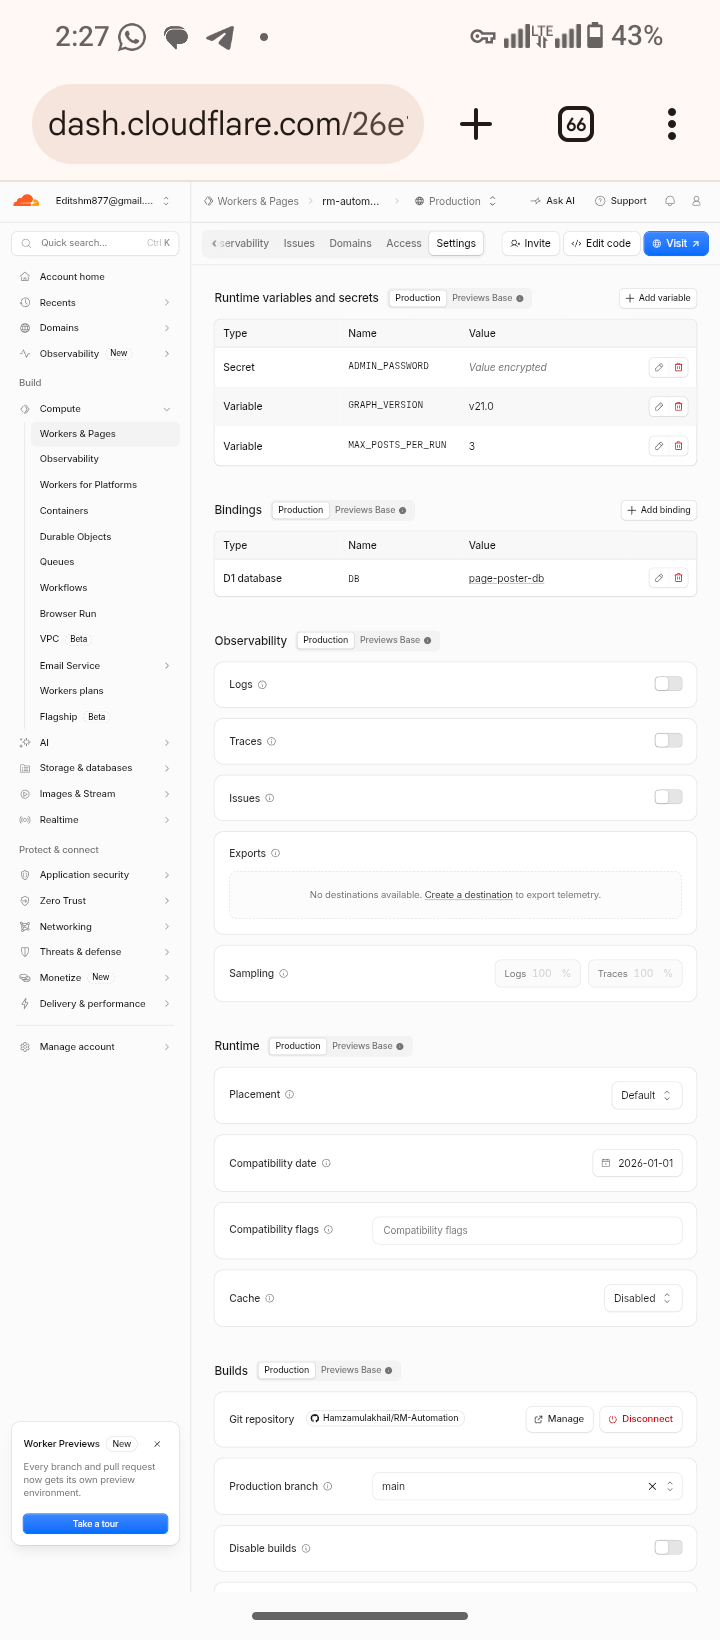 2:27
LTE
43%
dash.cloudflare.com/26e
66
Editshm877@gmail....
Workers & Pages
rm-autom...
Production
Ask AI
Support
Quick search...
Ctrl K
servability
Issues
Domains
Access
Settings
Invite
Edit code
Visit
Account home
Recents
Domains
Observability New
Build
Compute
Workers & Pages
Observability
Workers for Platforms
Containers
Durable Objects
Queues
Workflows
Browser Run
VPC Beta
Email Service
Workers plans
Flagship Beta
AI
Storage & databases
Images & Stream
Realtime
Protect & connect
Application security
Zero Trust
Networking
Threats & defense
Monetize New
Delivery & performance
Manage account
Worker Previews New
Every branch and pull request
now gets its own preview
environment.
Take a tour
Runtime variables and secrets Production Previews Base
Add variable
Type Name Value
Secret ADMIN_PASSWORD Value encrypted
Variable GRAPH_VERSION v21.0
Variable MAX_POSTS_PER_RUN 3
Bindings Production Previews Base
Add binding
Type Name Value
D1 database DB page-poster-db
Observability Production Previews Base
Logs
Traces
Issues
Exports
No destinations available. Create a destination to export telemetry.
Sampling Logs 100 % Traces 100 %
Runtime Production Previews Base
Placement Default
Compatibility date 2026-01-01
Compatibility flags Compatibility flags
Cache Disabled
Builds Production Previews Base
Git repository Hamzamulakhail/RM-Automation Manage Disconnect
Production branch main
Disable builds